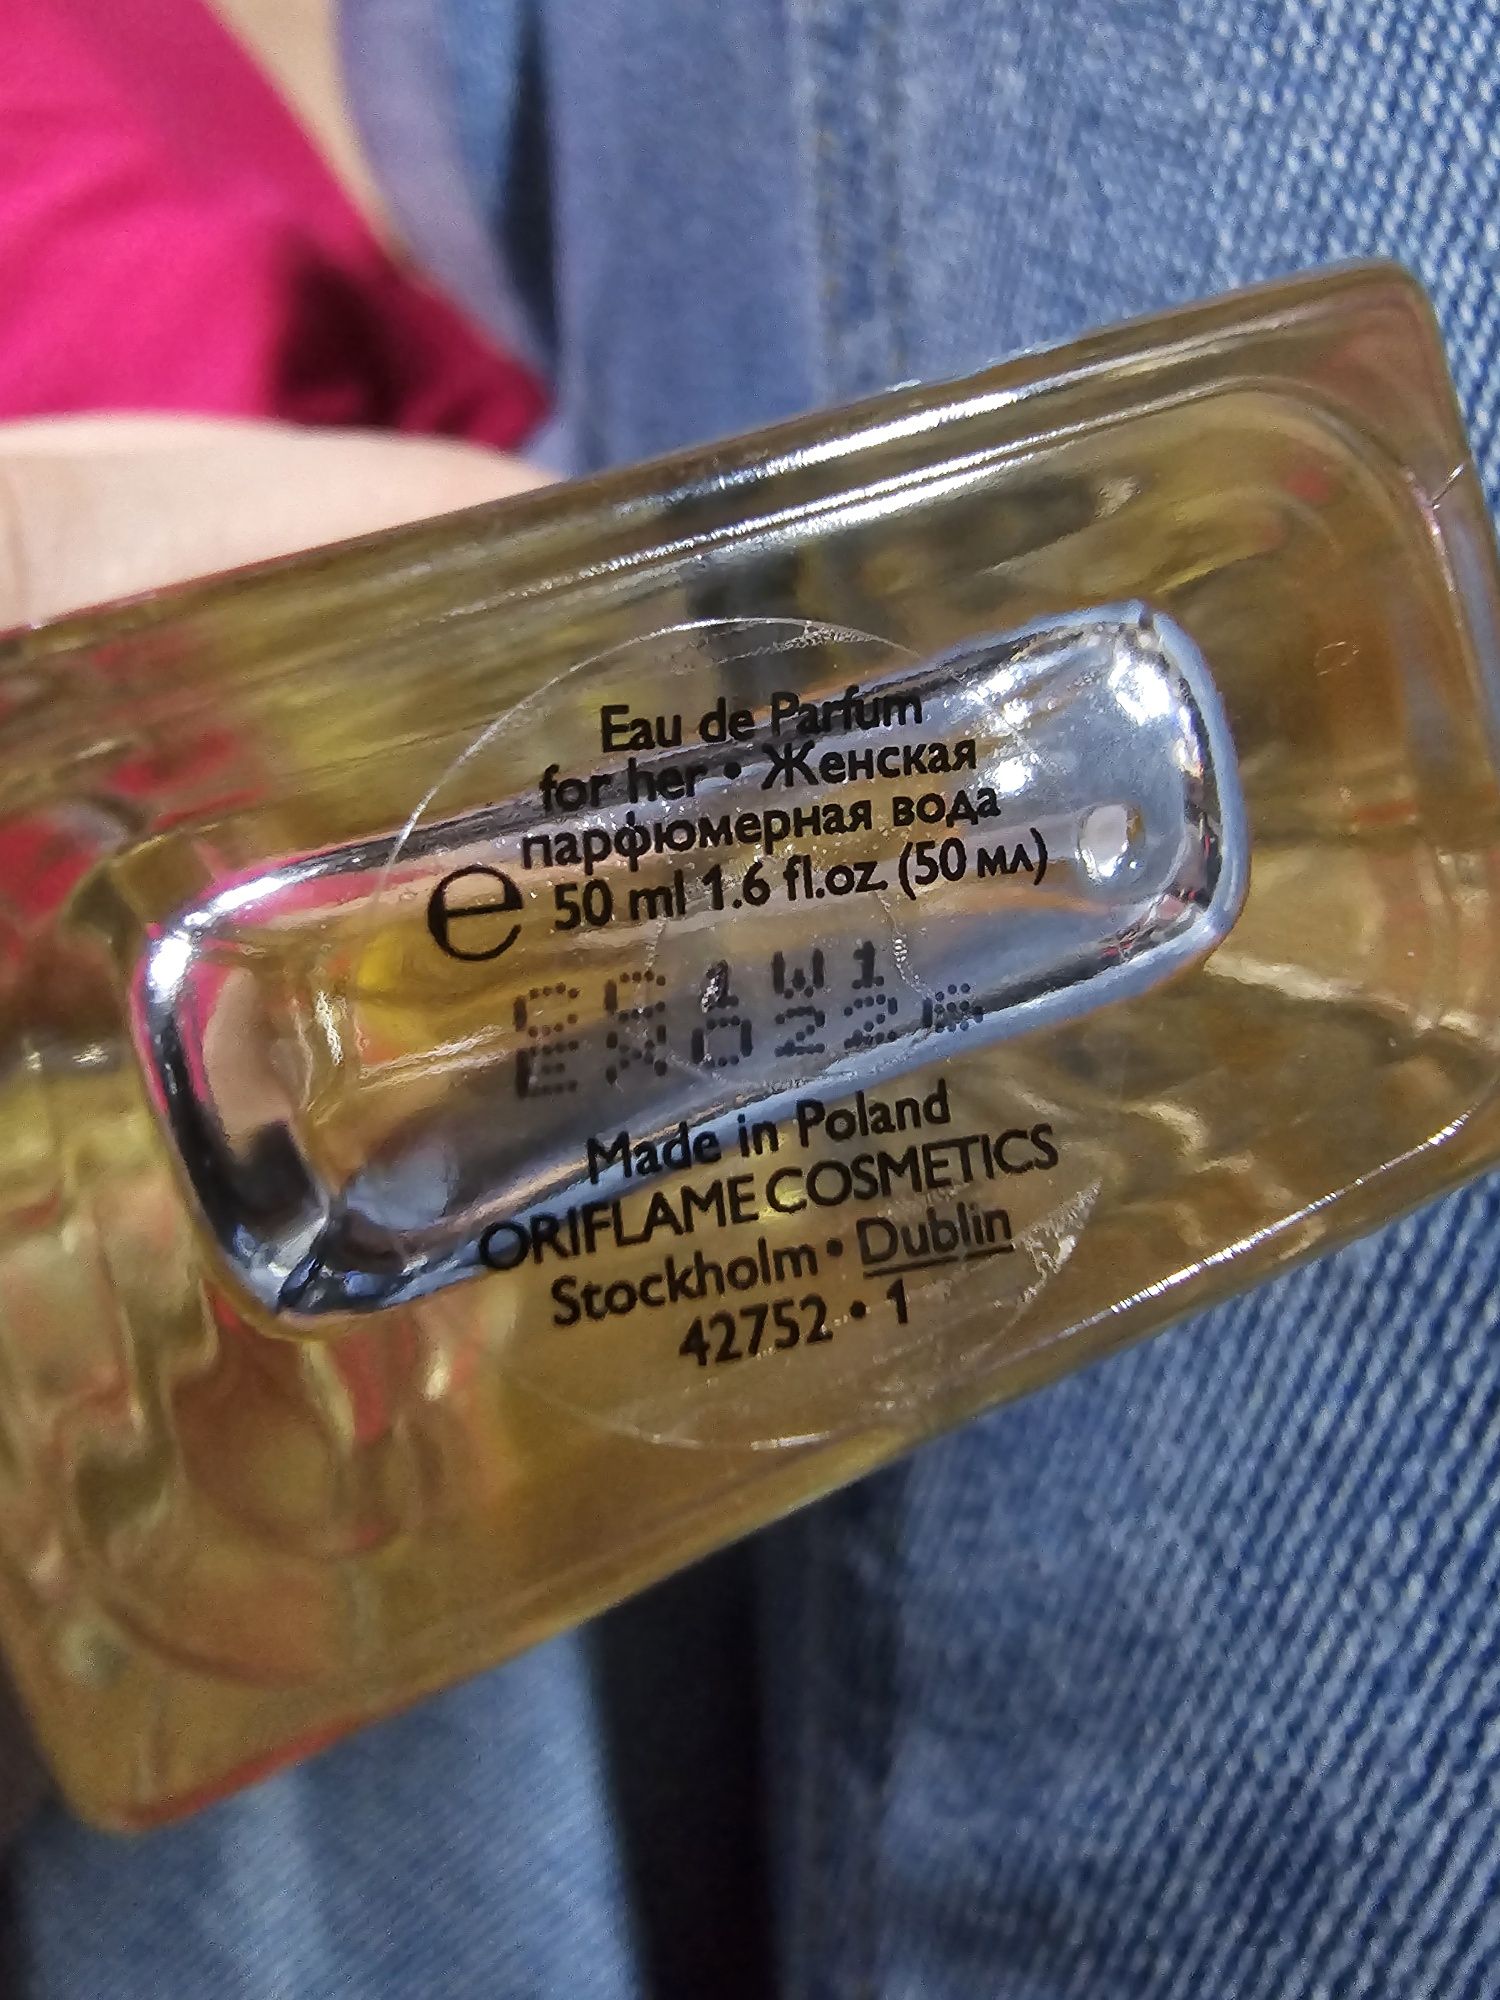 Eau de Parfum
for her • Женская
парфюмерная вода
e 50 ml 1.6 fl.oz. (50 мл)
Made in Poland
ORIFLAME COSMETICS
Stockholm • Dublin
42752 • 1